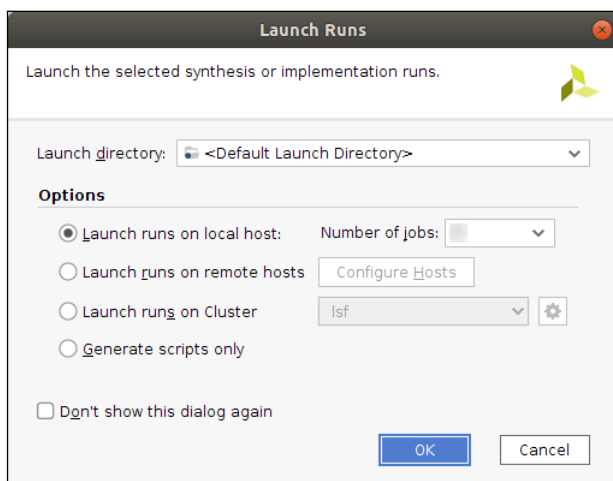 Launch Runs
Launch the selected synthesis or implementation runs.
Launch directory: <Default Launch Directory>
Options
Launch runs on local host: Number of jobs:
Launch runs on remote hosts Configure Hosts
Launch runs on Cluster lsf
Generate scripts only
Don't show this dialog again
OK Cancel